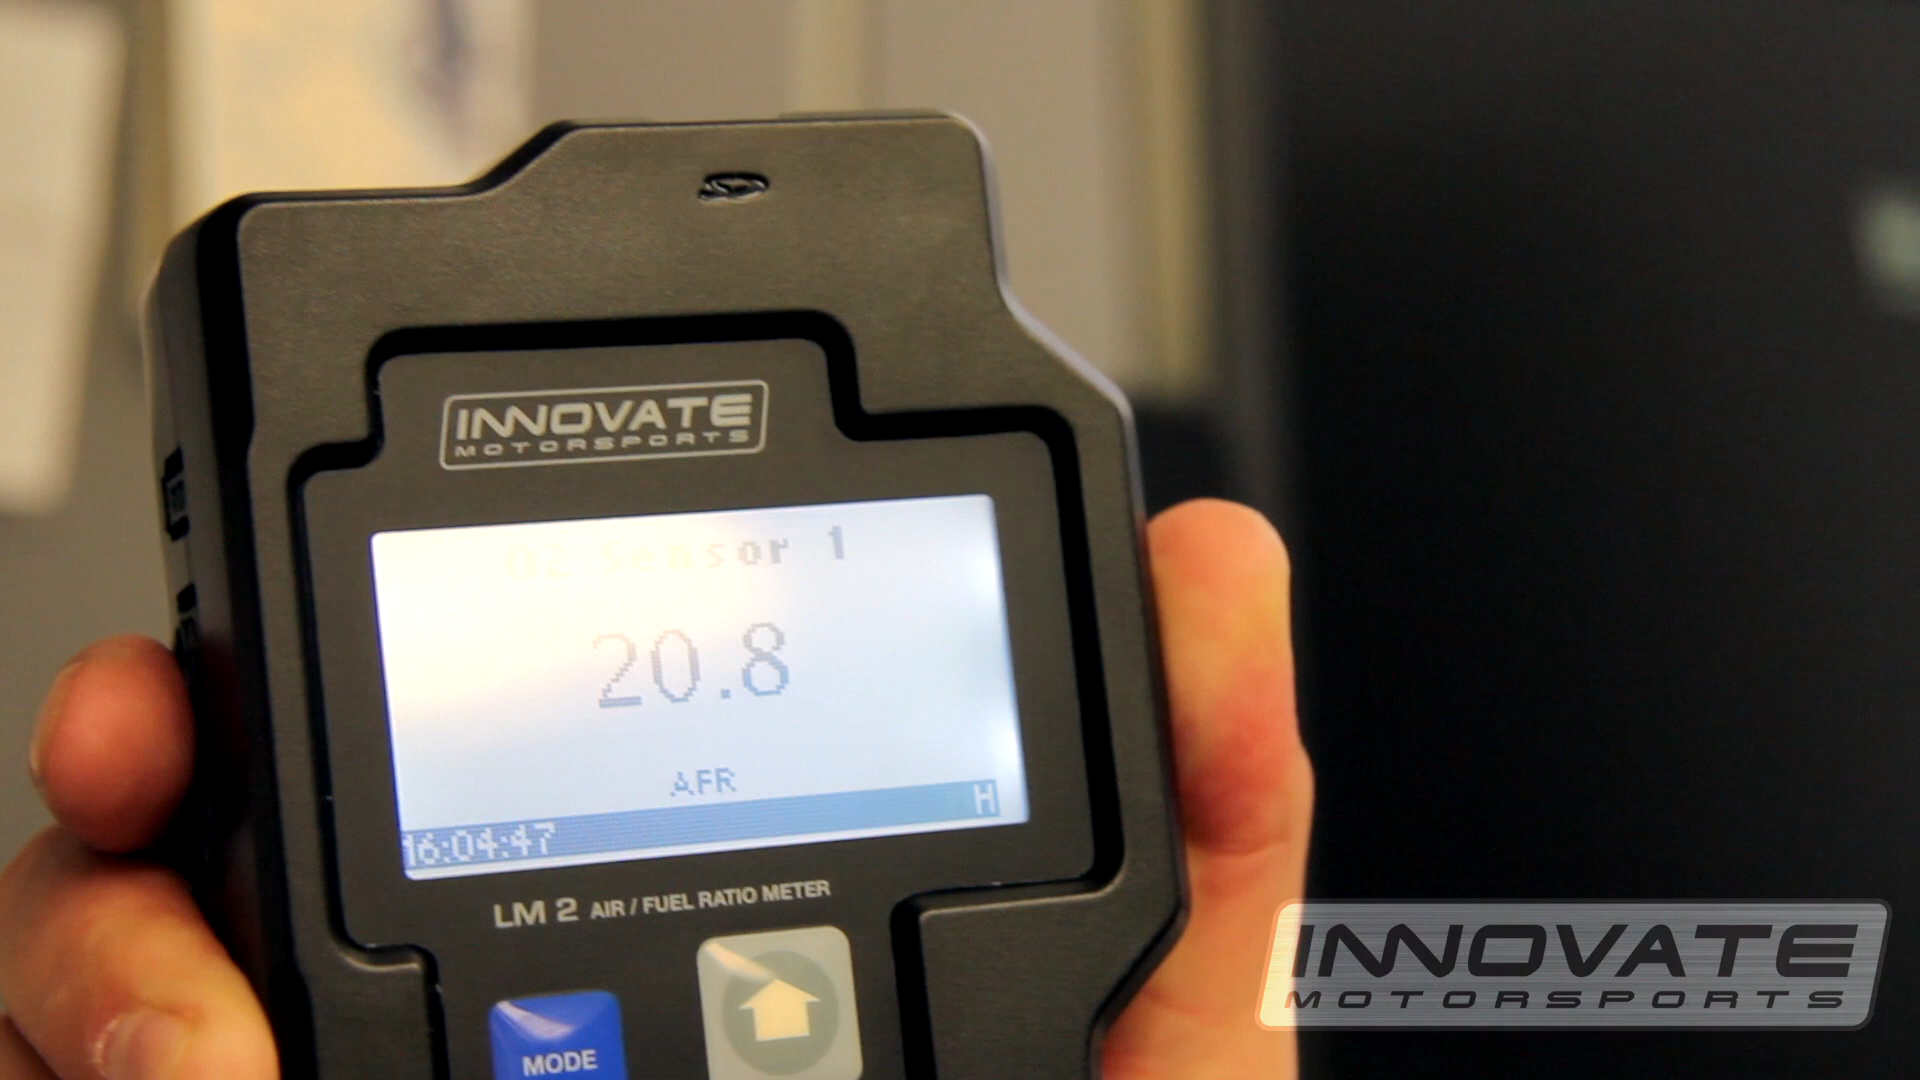 INNOVATE
MOTORSPORTS
O2 Sensor 1
20.8
AFR
H
16:04:47
LM 2 AIR / FUEL RATIO METER
MODE
INNOVATE
MOTORSPORTS